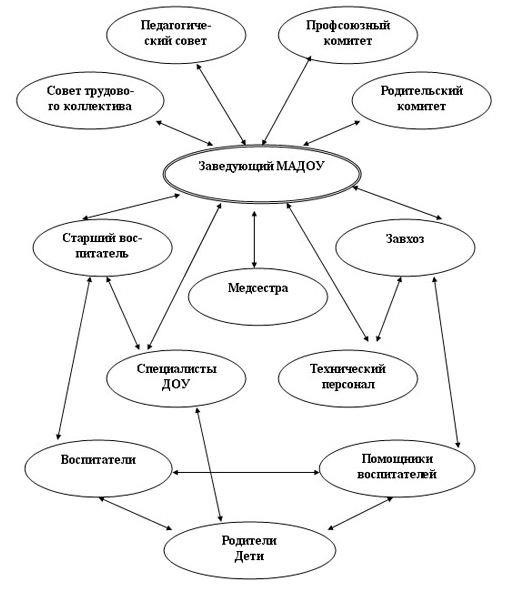 Педагогиче-
ский совет
Профсоюзный
комитет
Совет трудово-
го коллектива
Родительский
комитет
Заведующий МАДОУ
Старший вос-
питатель
Завхоз
Медсестра
Специалисты
ДОУ
Технический
персонал
Воспитатели
Помощники
воспитателей
Родители
Дети